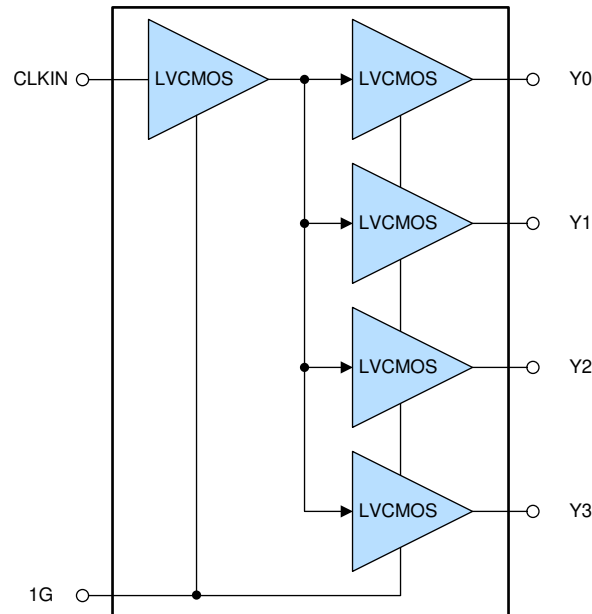 CLKIN
LVCMOS
LVCMOS
Y0
LVCMOS
Y1
LVCMOS
Y2
LVCMOS
Y3
1G